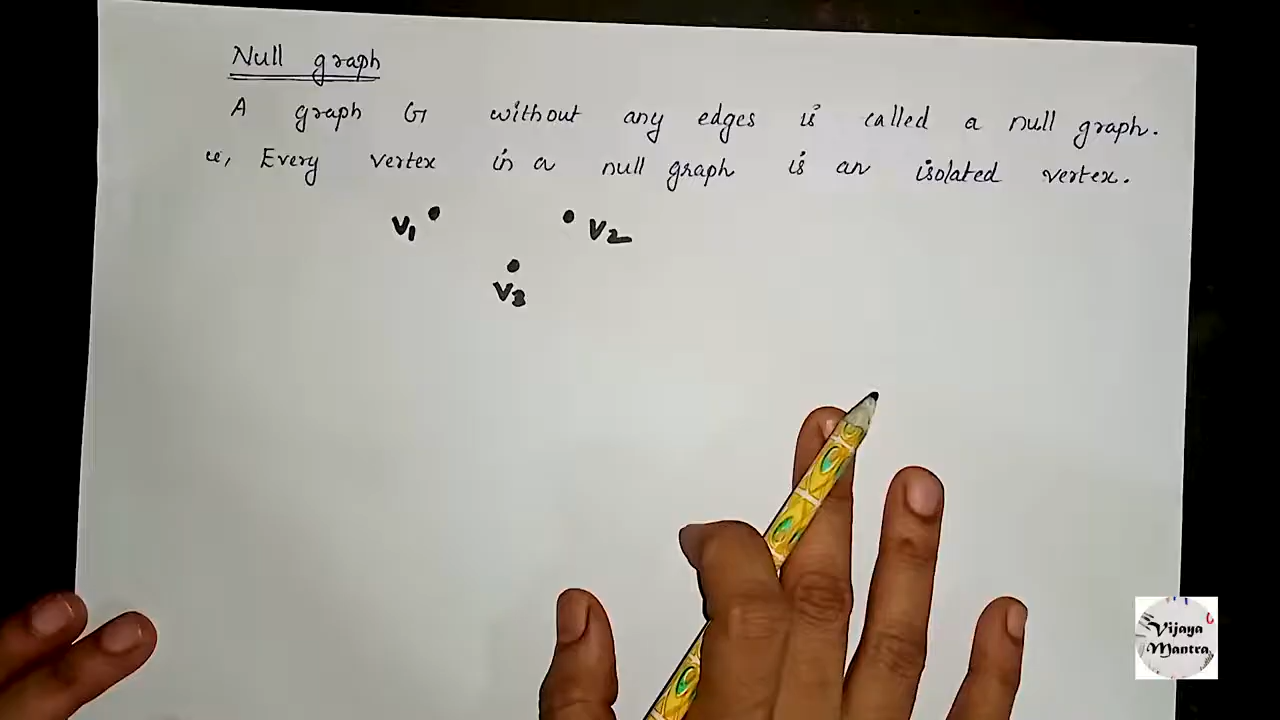 Null graph
A graph G without any edges is called a null graph.
ie, Every vertex in a null graph is an isolated vertex.
V1 V2
V3
Vijaya
Mantra